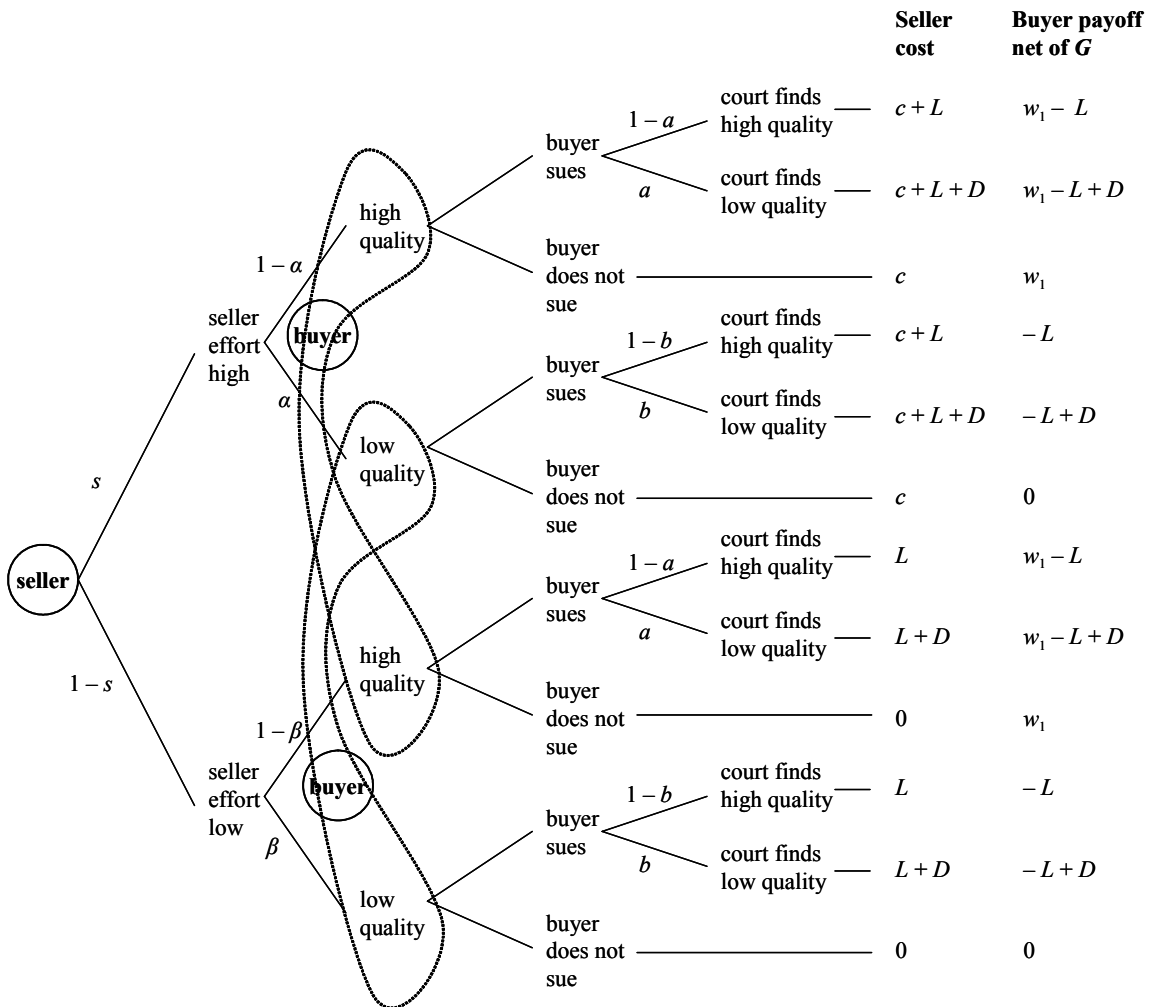 Seller Buyer payoff
cost net of G
court finds
high quality
c + L w₁ – L
1 – a
buyer
sues
a
court finds
low quality
c + L + D w₁ – L + D
high
quality
buyer
does not
sue
c w₁
1 – α
seller
effort
high
buyer
α
court finds
high quality
c + L – L
1 – b
buyer
sues
b
court finds
low quality
c + L + D – L + D
low
quality
buyer
does not
sue
c 0
s
seller
1 – s
court finds
high quality
L w₁ – L
1 – a
buyer
sues
a
court finds
low quality
L + D w₁ – L + D
high
quality
buyer
does not
sue
0 w₁
1 – β
seller
effort
low
buyer
β
court finds
high quality
L – L
1 – b
buyer
sues
b
court finds
low quality
L + D – L + D
low
quality
buyer
does not
sue
0 0